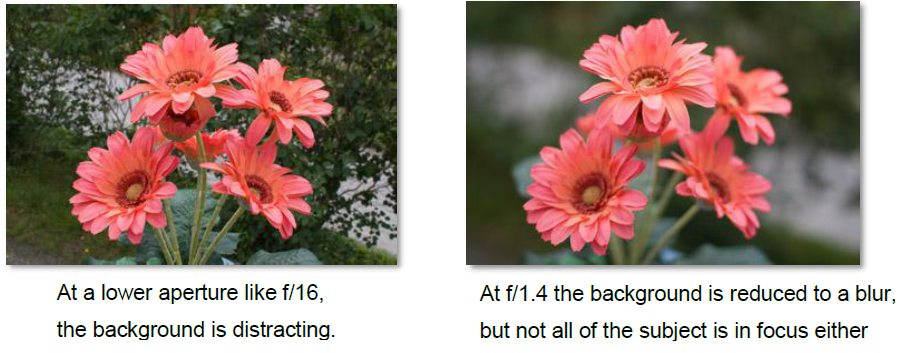 At a lower aperture like f/16,
the background is distracting.
At f/1.4 the background is reduced to a blur,
but not all of the subject is in focus either